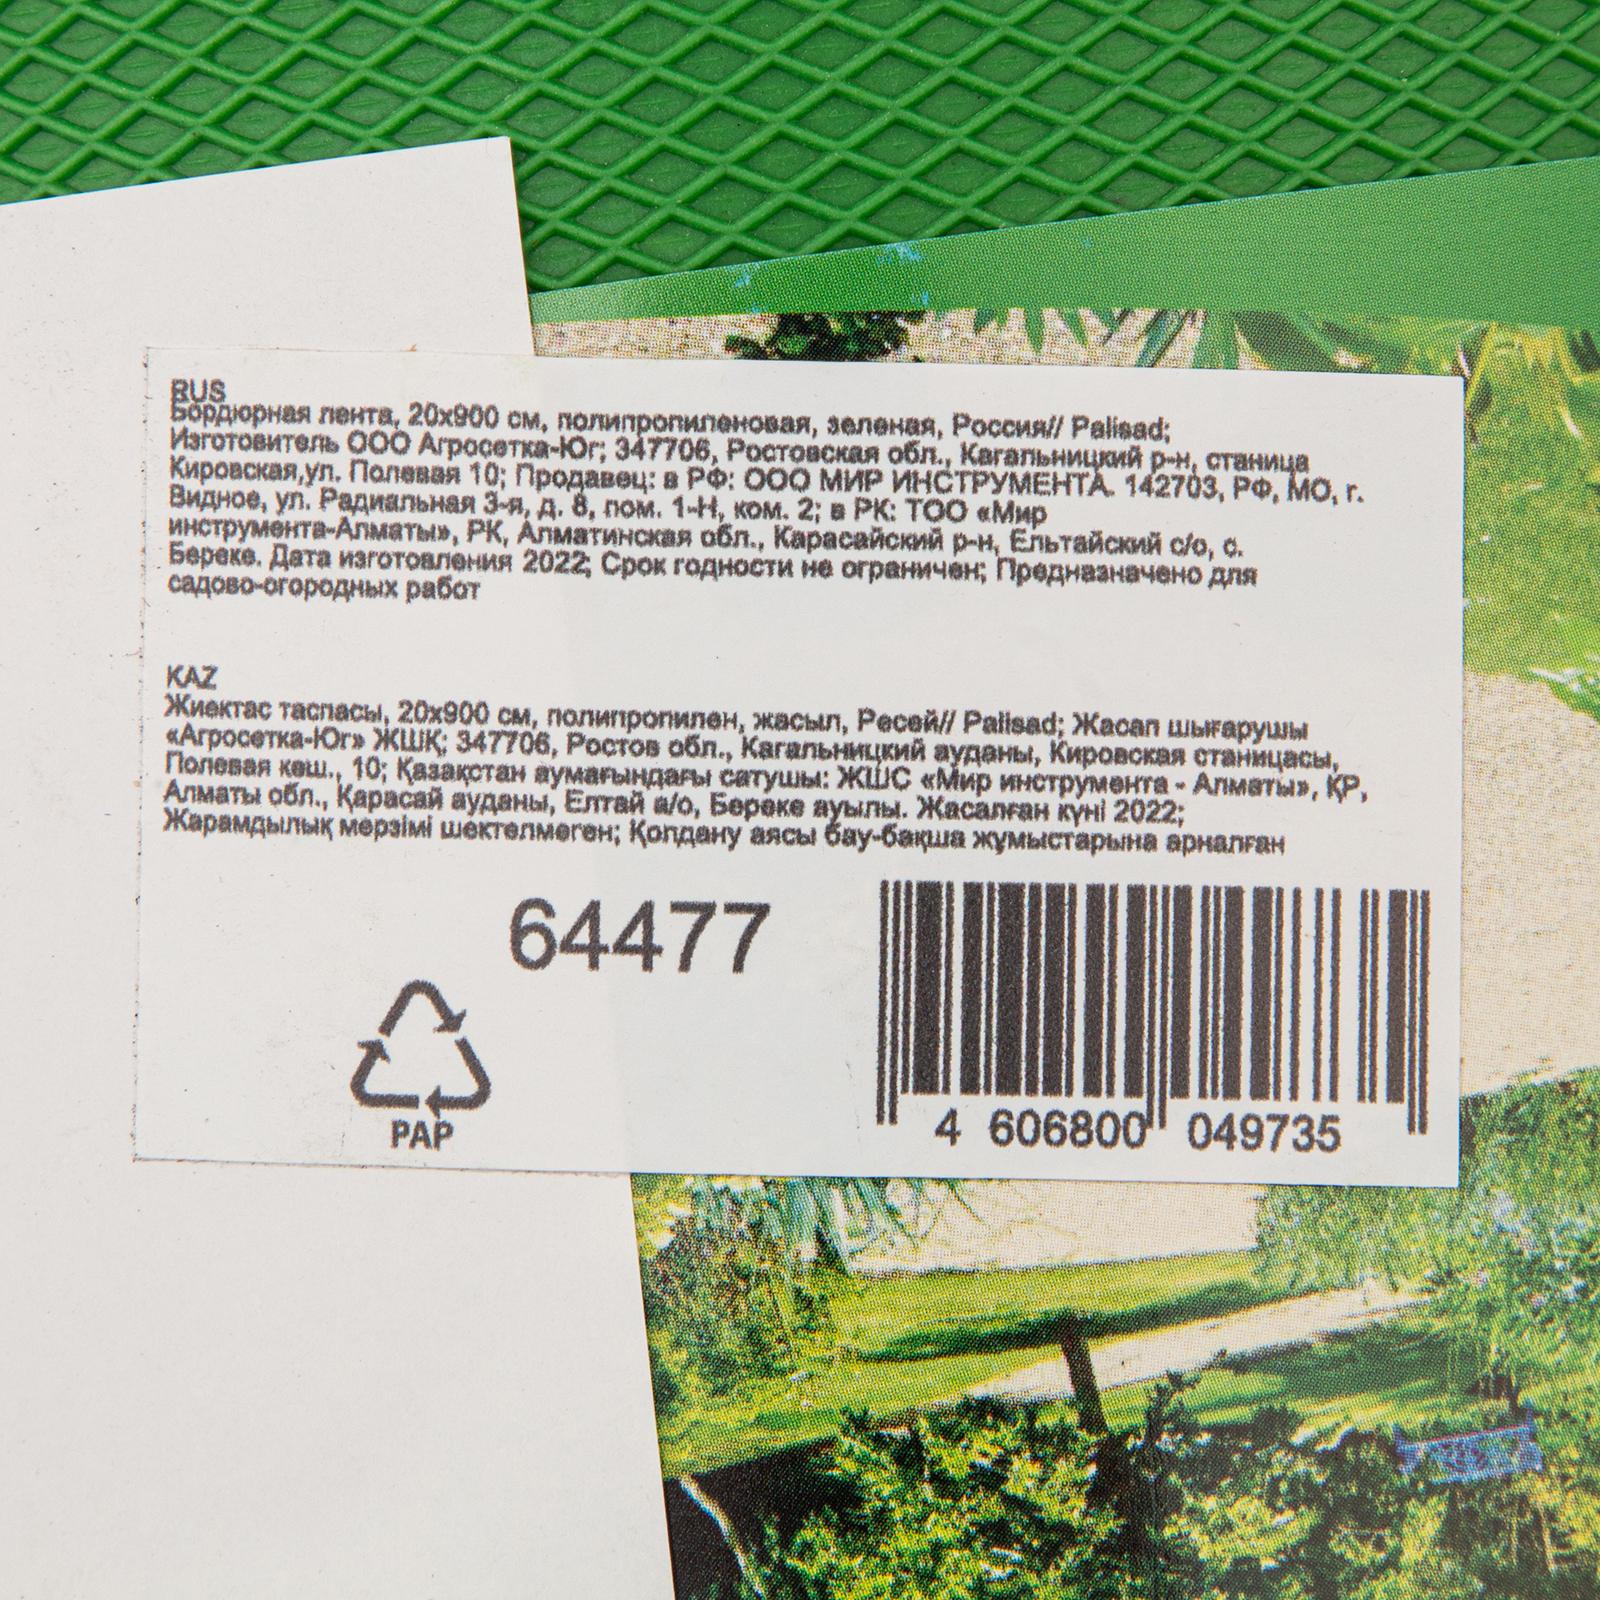 RUS
Бордюрная лента, 20х900 см, полипропиленовая, зеленая, Россия// Palisad;
Изготовитель ООО Агросетка-Юг; 347706, Ростовская обл., Кагальницкий р-н, станица
Кировская,ул. Полевая 10; Продавец: в РФ: ООО МИР ИНСТРУМЕНТА. 142703, РФ, МО, г.
Видное, ул. Радиальная 3-я, д. 8, пом. 1-Н, ком. 2; в РК: ТОО «Мир
инструмента-Алматы», РК, Алматинская обл., Карасайский р-н, Ельтайский с/о, с.
Береке. Дата изготовления 2022; Срок годности не ограничен; Предназначено для
садово-огородных работ
KAZ
Жиектас таспасы, 20х900 см, полипропилен, жасыл, Ресей// Palisad; Жасап шығарушы
«Агросетка-Юг» ЖШҚ; 347706, Ростов обл., Кагальницкий ауданы, Кировская станицасы,
Полевая көш., 10; Қазақстан аумағындағы сатушы: ЖШС «Мир инструмента - Алматы», ҚР,
Алматы обл., Қарасай ауданы, Елтай а/о, Береке ауылы. Жасалған күні 2022;
Жарамдылық мерзімі шектелмеген; Қолдану аясы бау-бақша жұмыстарына арналған
64477
PAP
4 606800 049735